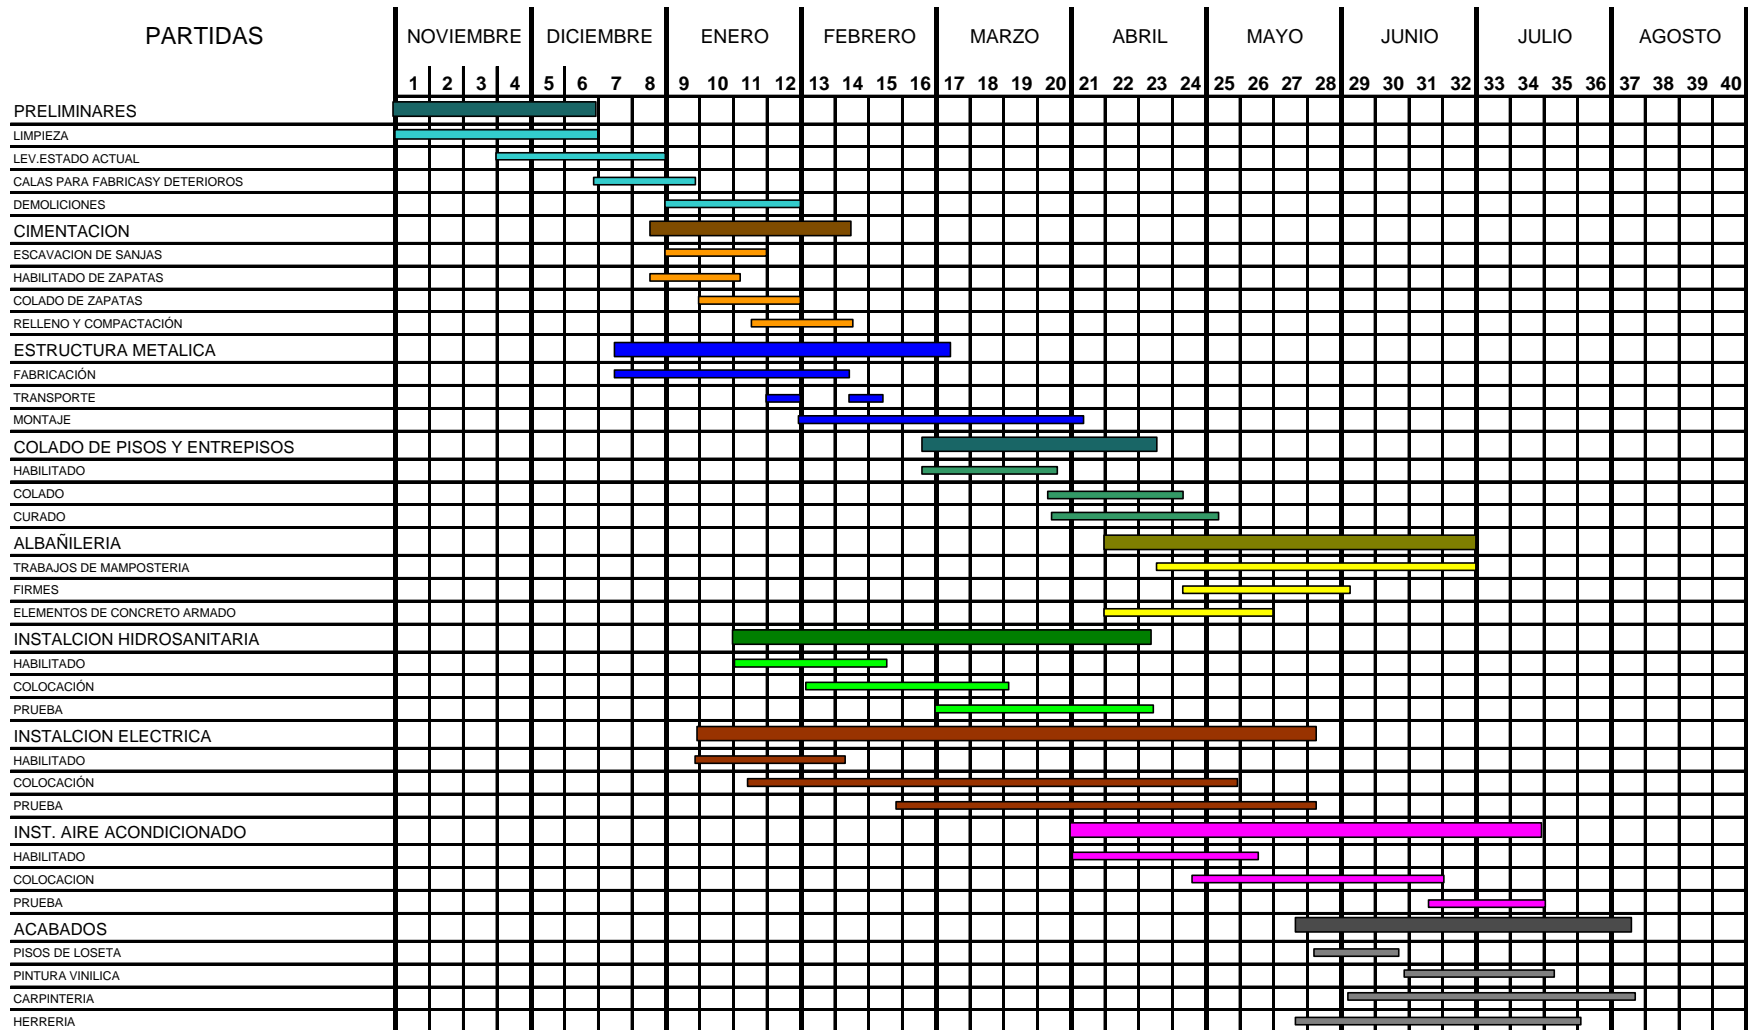 PARTIDAS NOVIEMBRE DICIEMBRE ENERO FEBRERO MARZO ABRIL MAYO JUNIO JULIO AGOSTO
1 2 3 4 5 6 7 8 9 10 11 12 13 14 15 16 17 18 19 20 21 22 23 24 25 26 27 28 29 30 31 32 33 34 35 36 37 38 39 40
PRELIMINARES
LIMPIEZA
LEV.ESTADO ACTUAL
CALAS PARA FABRICASY DETERIOROS
DEMOLICIONES
CIMENTACION
ESCAVACION DE SANJAS
HABILITADO DE ZAPATAS
COLADO DE ZAPATAS
RELLENO Y COMPACTACIÓN
ESTRUCTURA METALICA
FABRICACIÓN
TRANSPORTE
MONTAJE
COLADO DE PISOS Y ENTREPISOS
HABILITADO
COLADO
CURADO
ALBAÑILERIA
TRABAJOS DE MAMPOSTERIA
FIRMES
ELEMENTOS DE CONCRETO ARMADO
INSTALCION HIDROSANITARIA
HABILITADO
COLOCACIÓN
PRUEBA
INSTALCION ELECTRICA
HABILITADO
COLOCACIÓN
PRUEBA
INST. AIRE ACONDICIONADO
HABILITADO
COLOCACION
PRUEBA
ACABADOS
PISOS DE LOSETA
PINTURA VINILICA
CARPINTERIA
HERRERIA